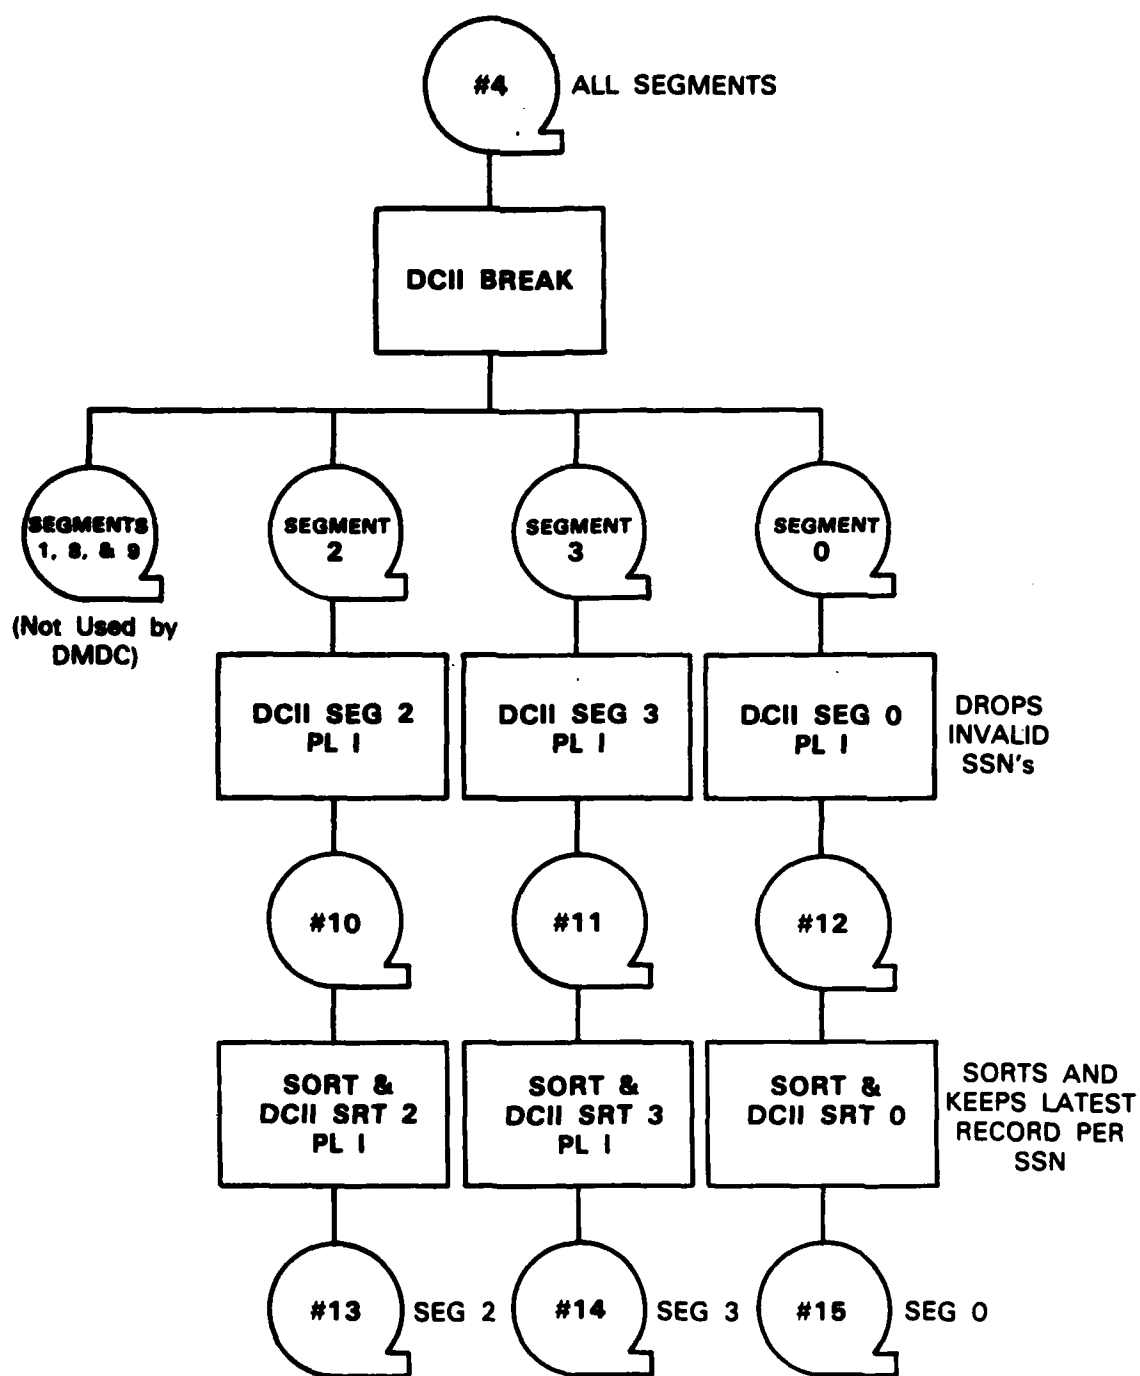 #4
ALL SEGMENTS
DCII BREAK
SEGMENTS
1, 8, & 9
SEGMENT
2
SEGMENT
3
SEGMENT
0
(Not Used by
DMDC)
DCII SEG 2
PL I
DCII SEG 3
PL I
DCII SEG 0
PL I
DROPS
INVALID
SSN's
#10
#11
#12
SORT &
DCII SRT 2
PL I
SORT &
DCII SRT 3
PL I
SORT &
DCII SRT 0
SORTS AND
KEEPS LATEST
RECORD PER
SSN
#13
SEG 2
#14
SEG 3
#15
SEG 0